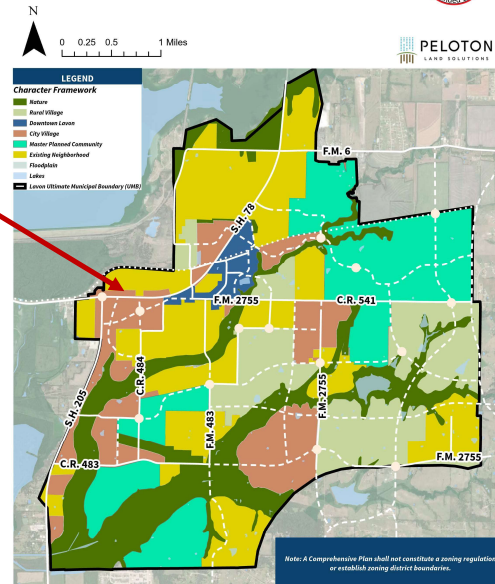 N
0 0.25 0.5 1 Miles
PELOTON
LAND SOLUTIONS
LEGEND
Character Framework
Nature
Rural Village
Downtown Lavon
City Village
Master Planned Community
Existing Neighborhood
Floodplain
Lakes
Lavon Ultimate Municipal Boundary (UMB)
F.M. 6
S.H. 78
F.M. 2755
C.R. 541
C.R. 484
S.H. 205
F.M. 483
F.M. 2755
C.R. 483
F.M. 2755
Note: A Comprehensive Plan shall not constitute a zoning regulation
or establish zoning district boundaries.